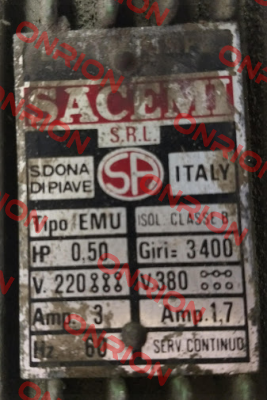 SACEMI
S.R.L.
S.DONA DI PIAVE SA ITALY
Tipo EMU ISOL CLASSE B
HP 0,50 Giri= 3400
V. 220 V.380
Amp. 3 Amp. 1.7
Hz 60 SERV. CONTINUO
ONRION